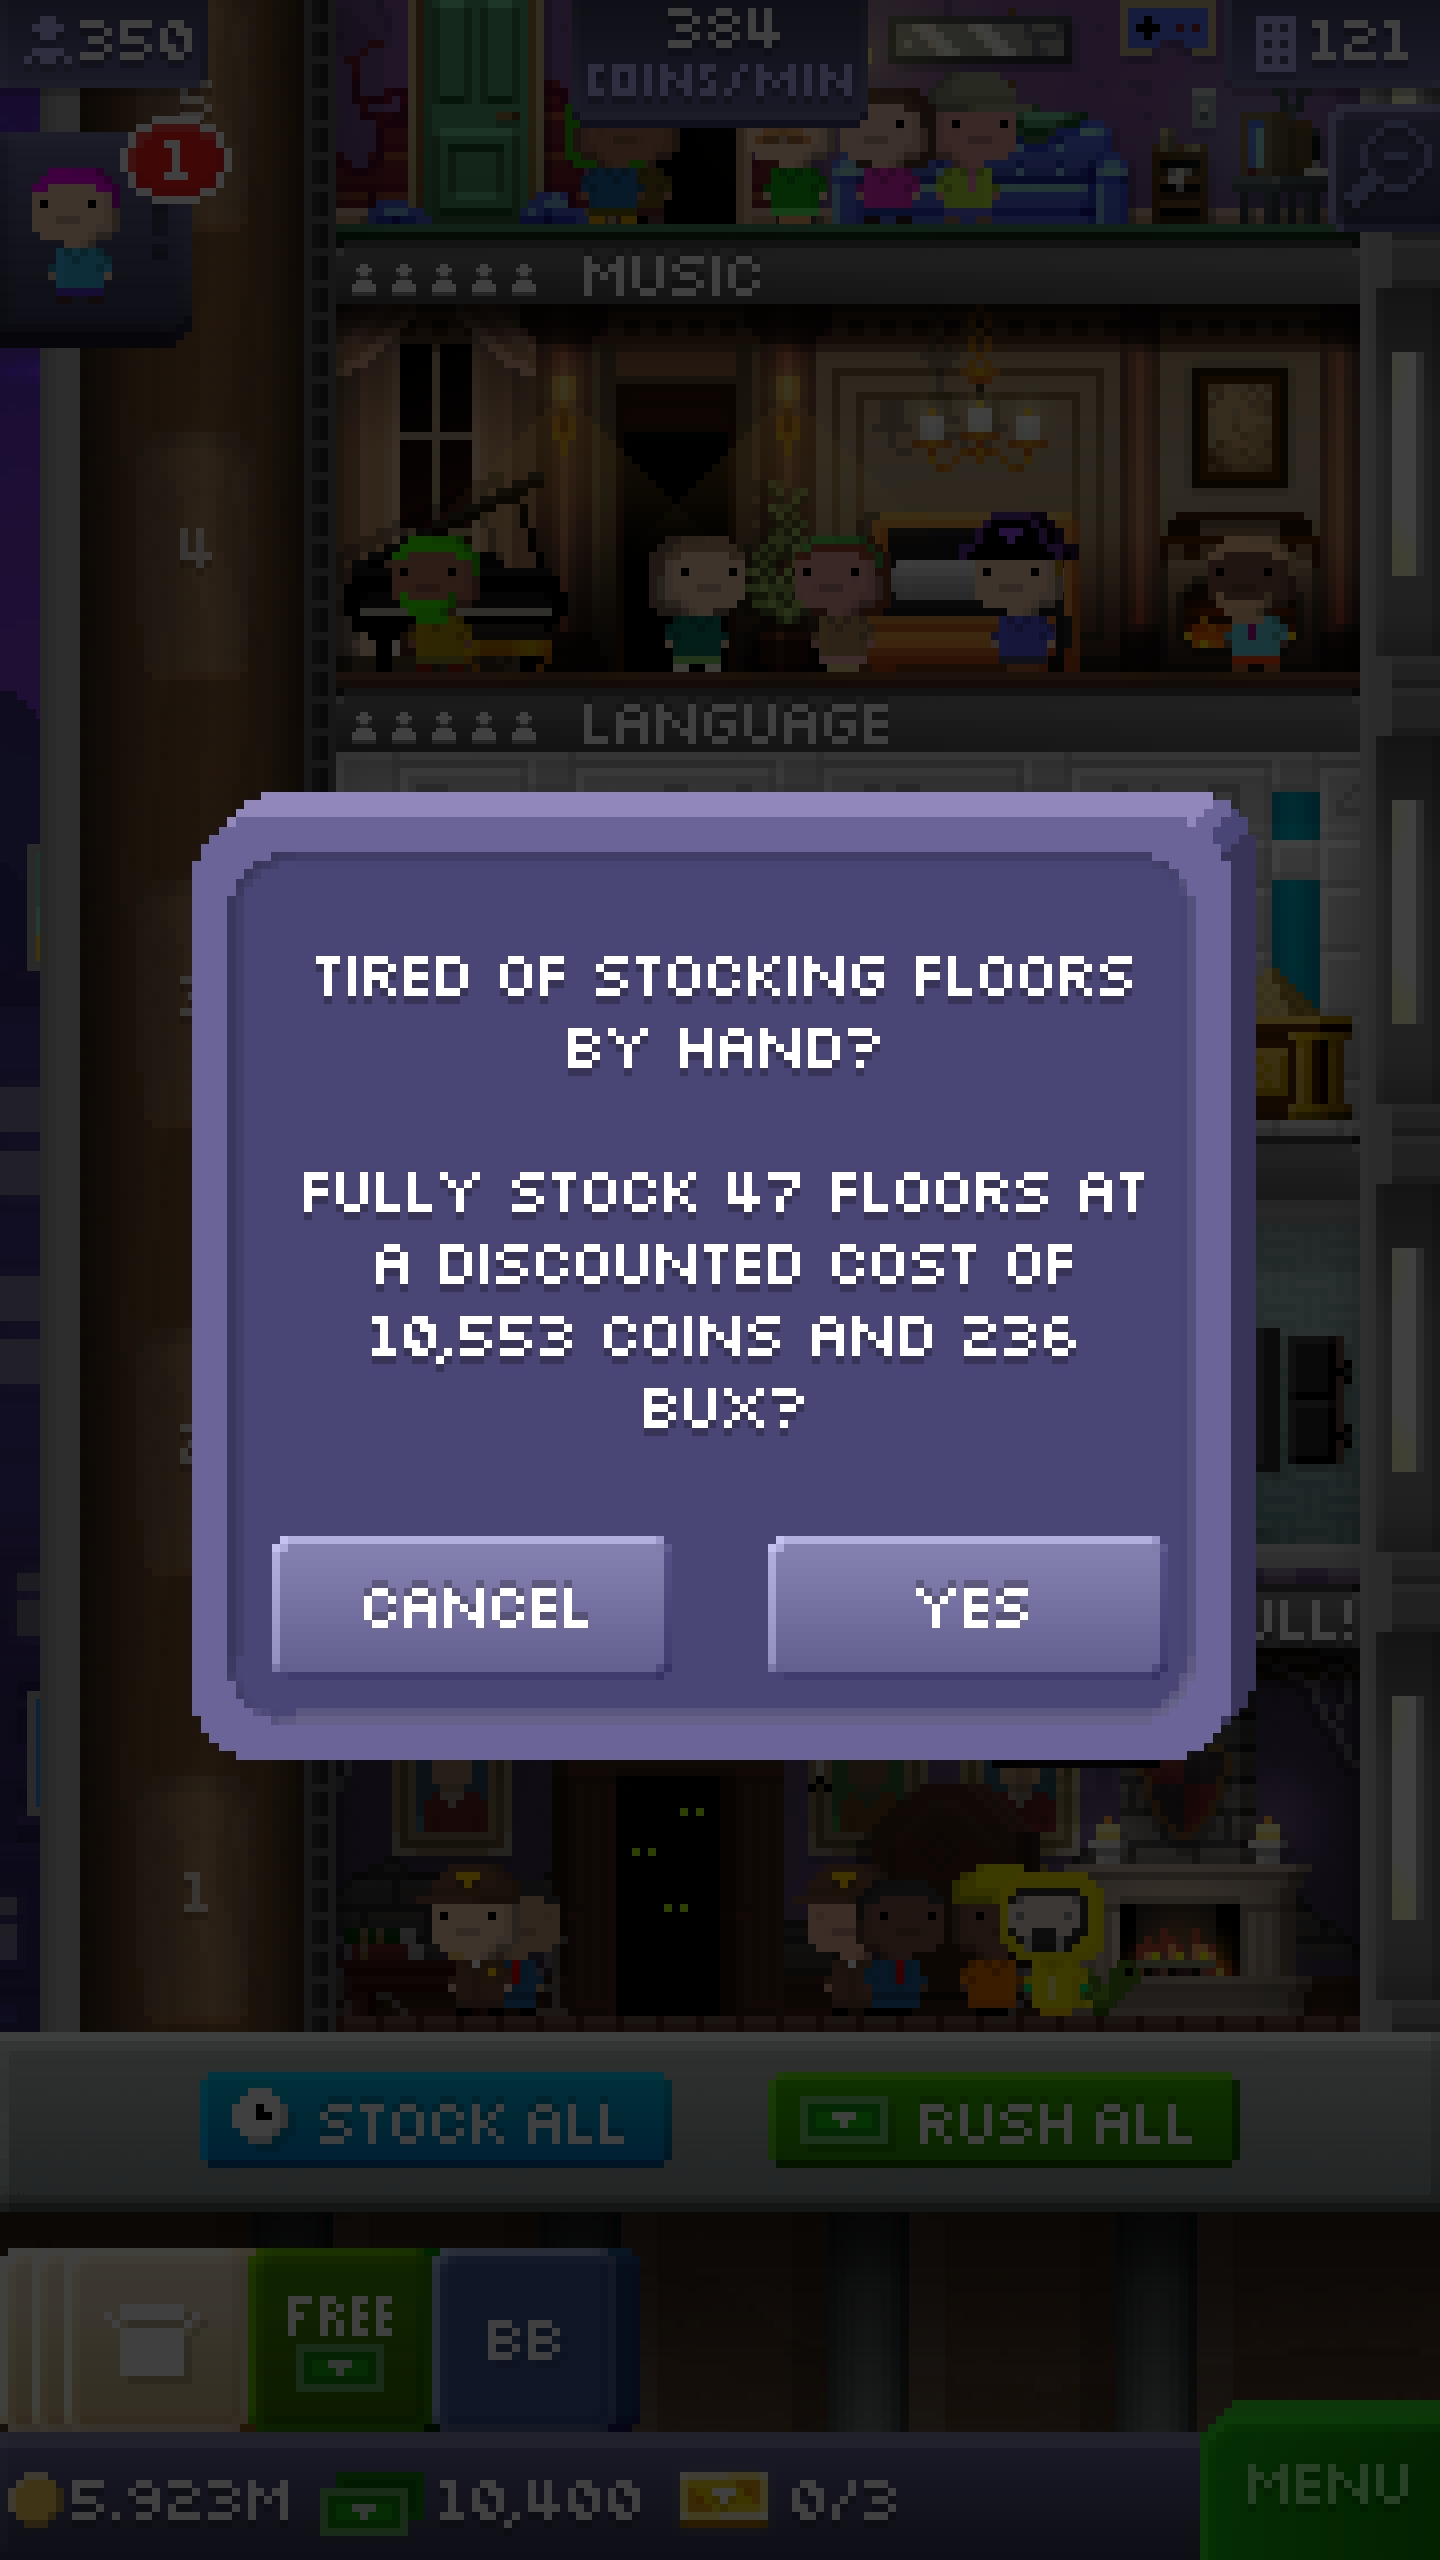 350
384
COINS/MIN
121
5
1
MUSIC
4
LANGUAGE
TIRED OF STOCKING FLOORS
BY HAND?
FULLY STOCK 47 FLOORS AT
A DISCOUNTED COST OF
10,553 COINS AND 236
BUX?
CANCEL
YES
1
STOCK ALL
RUSH ALL
FREE
BB
5.923M
10,400
0/3
MENU